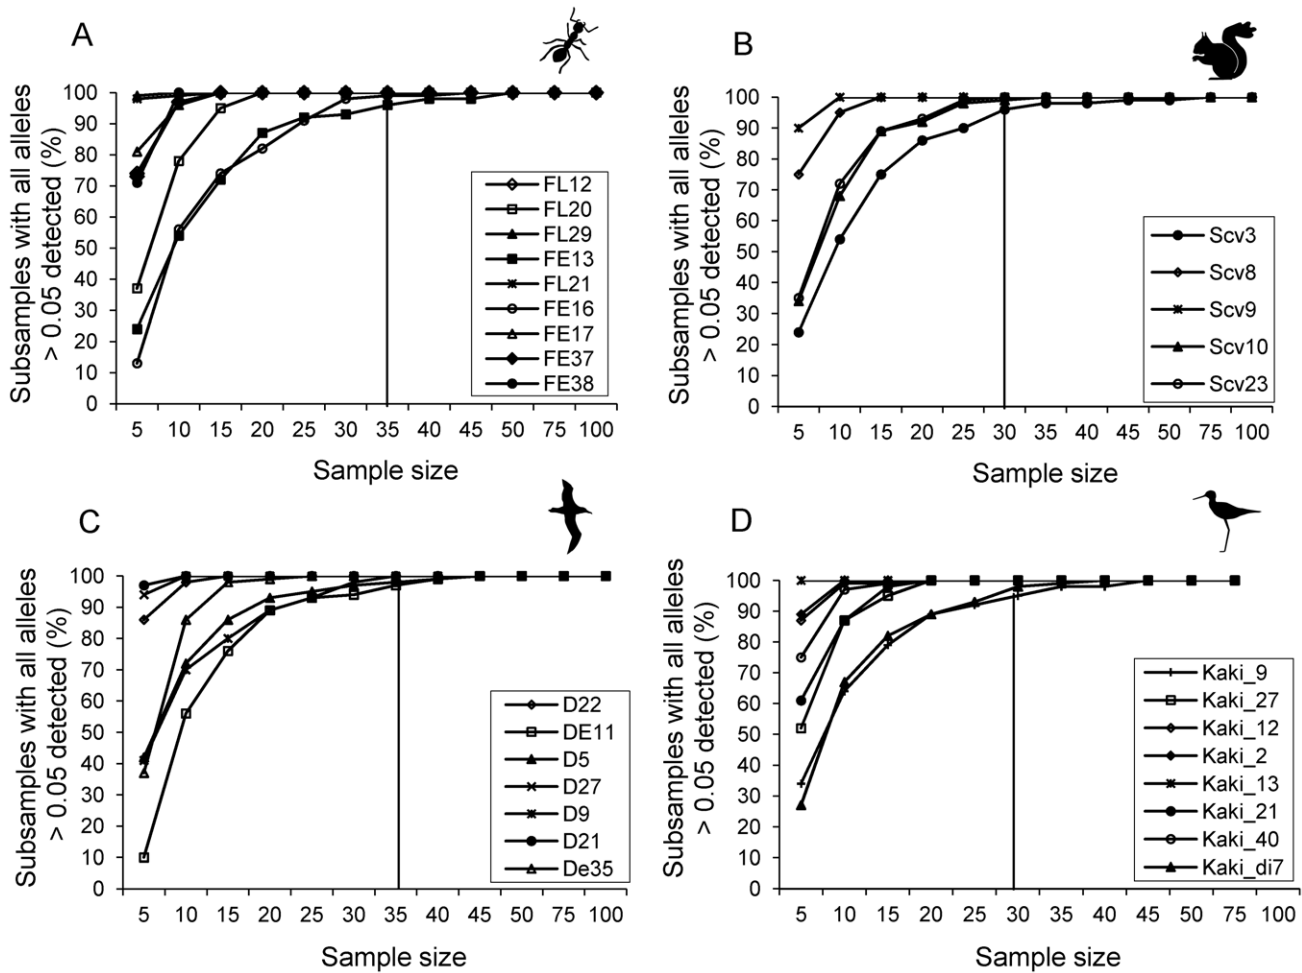 A
Subsamples with all alleles
> 0.05 detected (%)
100
90
80
70
60
50
40
30
20
10
0
FL12
FL20
FL29
FE13
FL21
FE16
FE17
FE37
FE38
5 10 15 20 25 30 35 40 45 50 75 100
Sample size
B
Subsamples with all alleles
> 0.05 detected (%)
100
90
80
70
60
50
40
30
20
10
0
Scv3
Scv8
Scv9
Scv10
Scv23
5 10 15 20 25 30 35 40 45 50 75 100
Sample size
C
Subsamples with all alleles
> 0.05 detected (%)
100
90
80
70
60
50
40
30
20
10
0
D22
DE11
D5
D27
D9
D21
De35
5 10 15 20 25 30 35 40 45 50 75 100
Sample size
D
Subsamples with all alleles
> 0.05 detected (%)
100
90
80
70
60
50
40
30
20
10
0
Kaki_9
Kaki_27
Kaki_12
Kaki_2
Kaki_13
Kaki_21
Kaki_40
Kaki_di7
5 10 15 20 25 30 35 40 45 50 75 100
Sample size